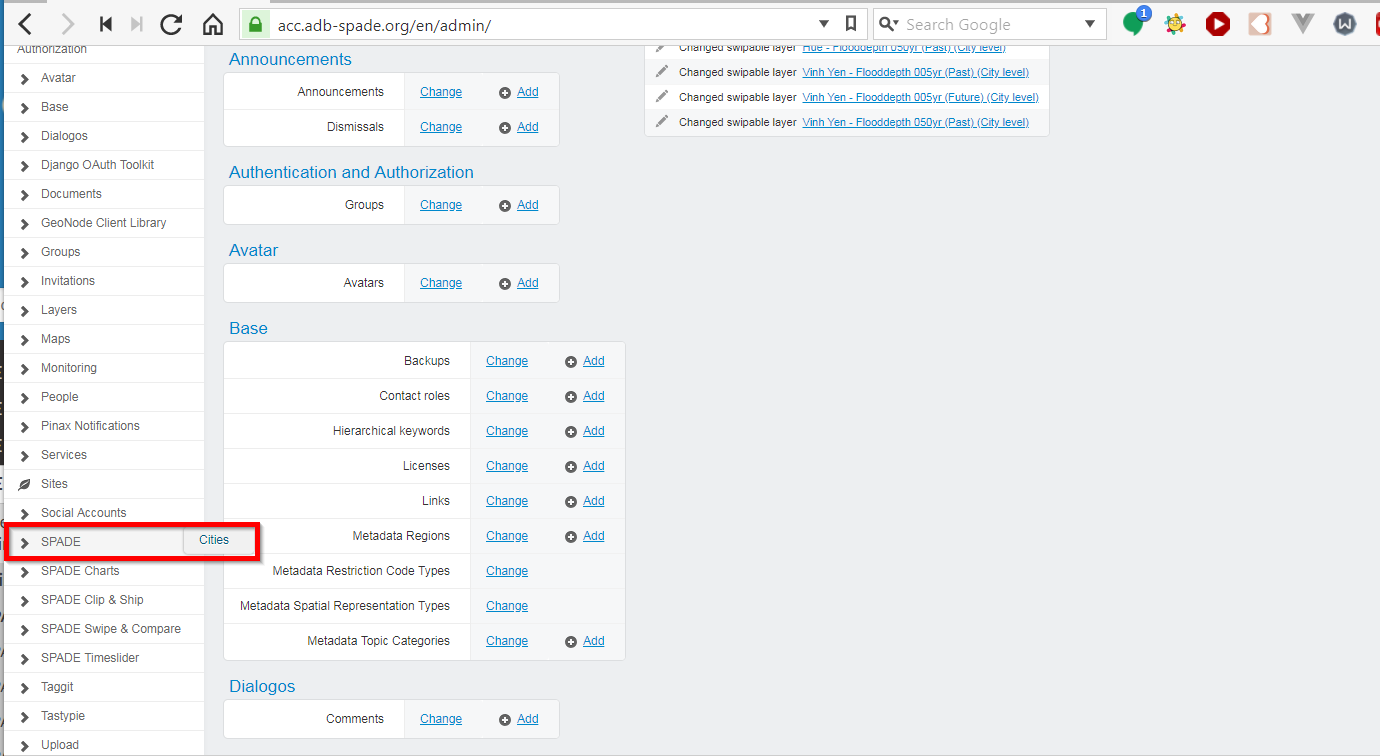 acc.adb-spade.org/en/admin/
Search Google
1
Authorization
Avatar
Base
Dialogos
Django OAuth Toolkit
Documents
GeoNode Client Library
Groups
Invitations
Layers
Maps
Monitoring
People
Pinax Notifications
Services
Sites
Social Accounts
SPADE
Cities
SPADE Charts
SPADE Clip & Ship
SPADE Swipe & Compare
SPADE Timeslider
Taggit
Tastypie
Upload
Announcements
Announcements Change Add
Dismissals Change Add
Authentication and Authorization
Groups Change Add
Avatar
Avatars Change Add
Base
Backups Change Add
Contact roles Change Add
Hierarchical keywords Change Add
Licenses Change Add
Links Change Add
Metadata Regions Change Add
Metadata Restriction Code Types Change
Metadata Spatial Representation Types Change
Metadata Topic Categories Change Add
Dialogos
Comments Change Add
Changed swipable layer Hue - Flooddepth 050yr (Past) (City level)
Changed swipable layer Vinh Yen - Flooddepth 005yr (Past) (City level)
Changed swipable layer Vinh Yen - Flooddepth 005yr (Future) (City level)
Changed swipable layer Vinh Yen - Flooddepth 050yr (Past) (City level)